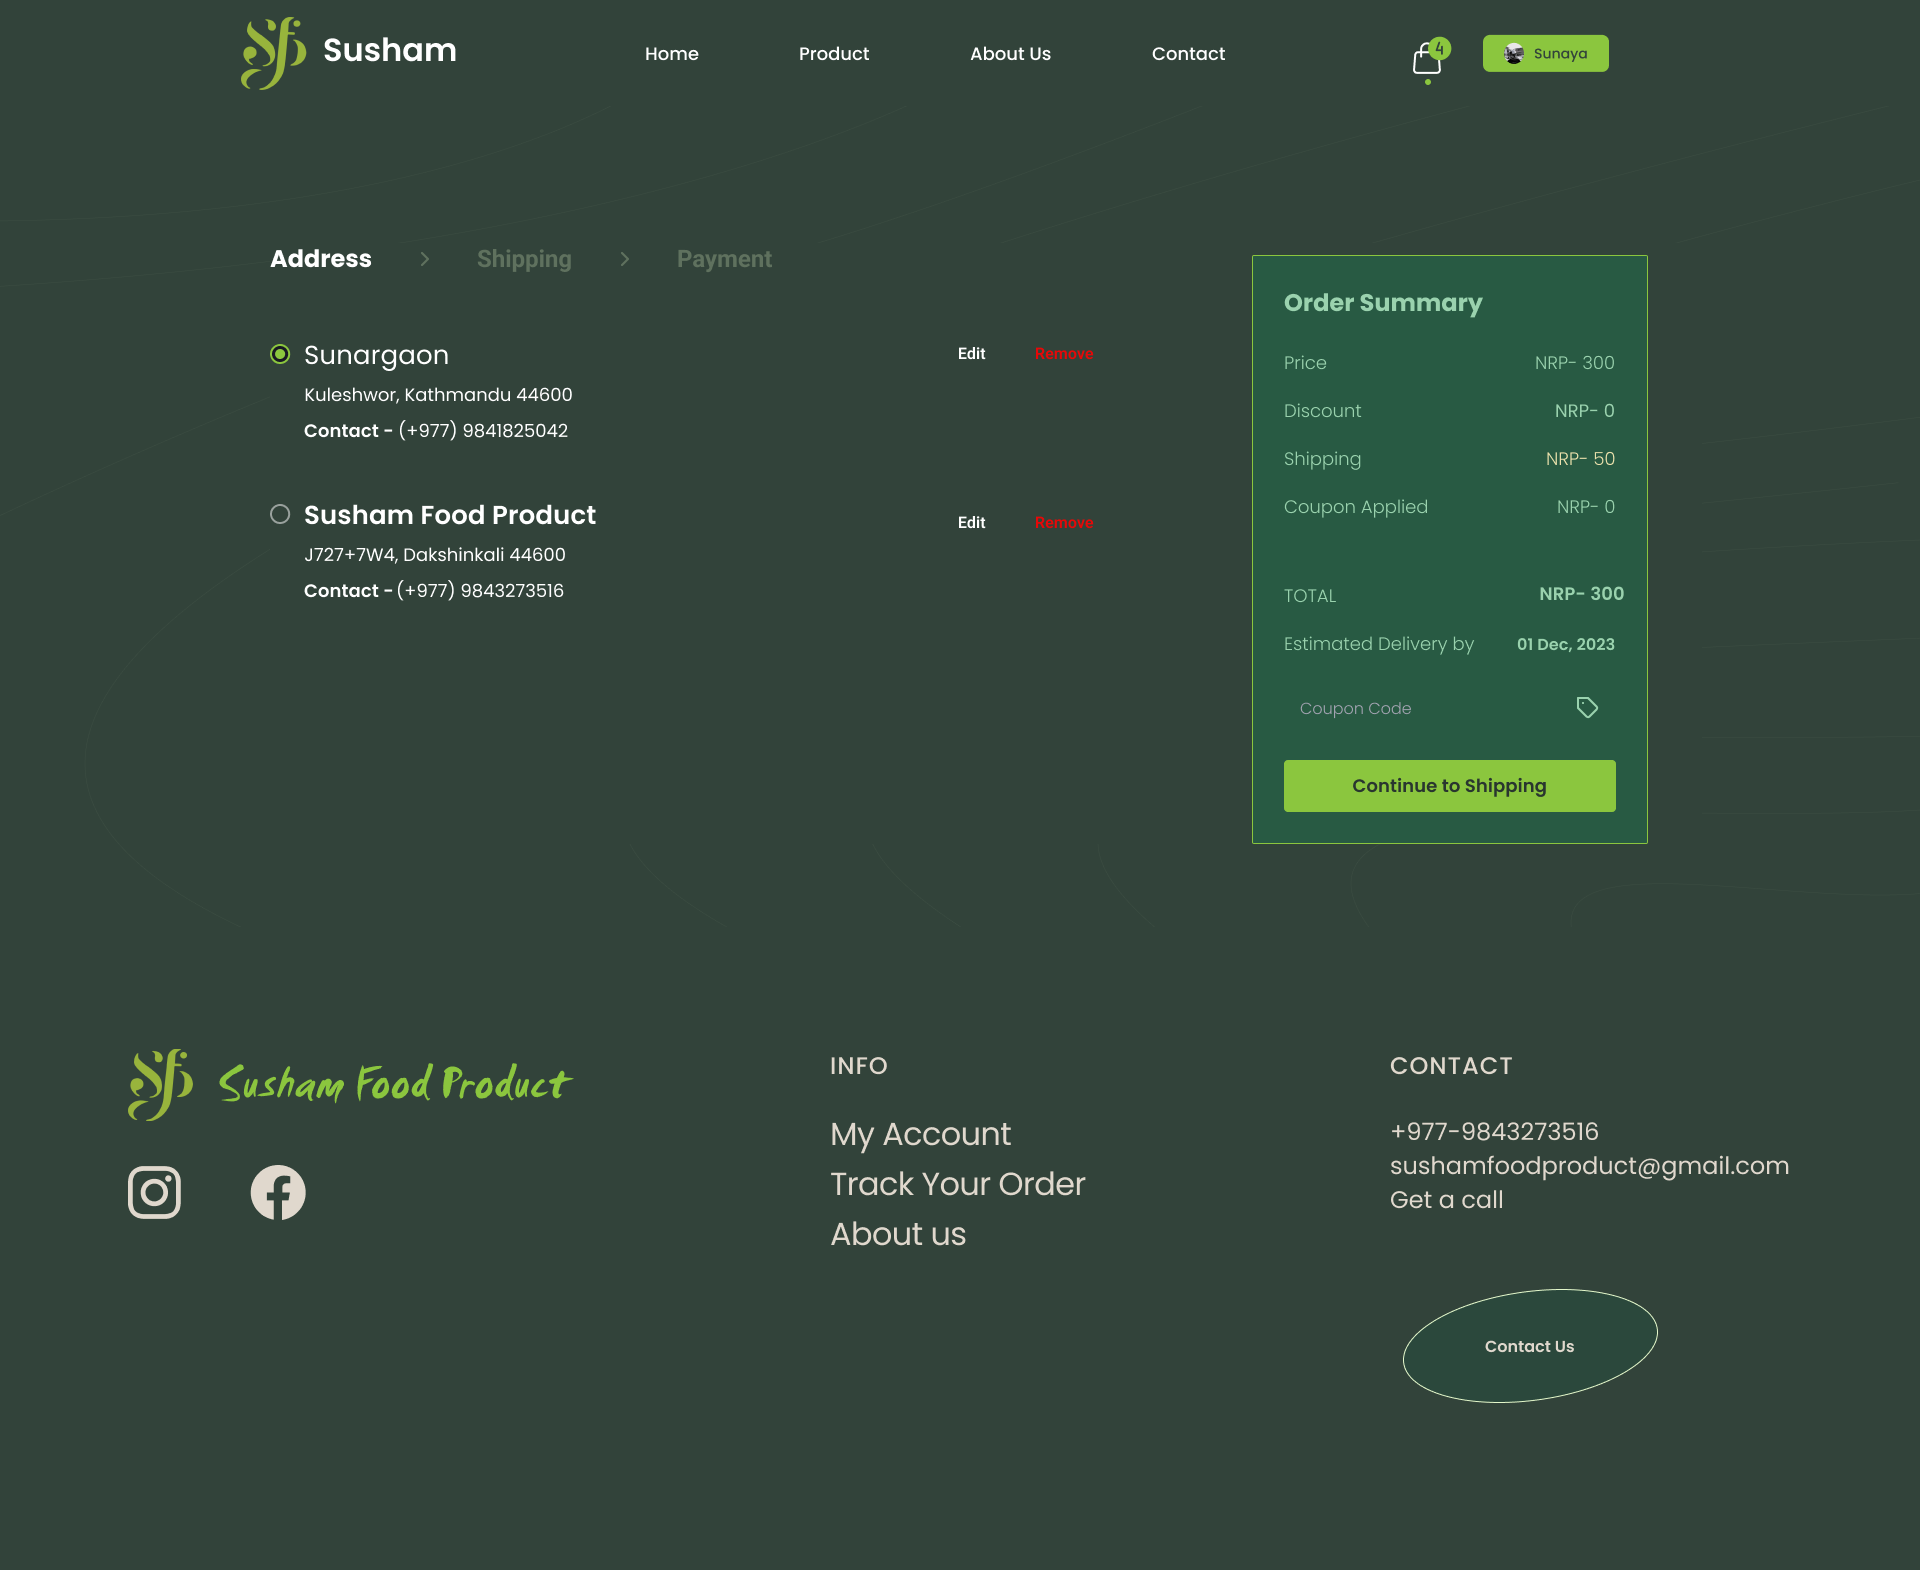 Susham
Home
Product
About Us
Contact
4
Sunaya
Address
Shipping
Payment
Sunargaon
Edit
Remove
Kuleshwor, Kathmandu 44600
Contact - (+977) 9841825042
Susham Food Product
Edit
Remove
J727+7W4, Dakshinkali 44600
Contact - (+977) 9843273516
Order Summary
Price NRP- 300
Discount NRP- 0
Shipping NRP- 50
Coupon Applied NRP- 0
TOTAL NRP- 300
Estimated Delivery by 01 Dec, 2023
Coupon Code
Continue to Shipping
Susham Food Product
INFO
My Account
Track Your Order
About us
CONTACT
+977-9843273516
sushamfoodproduct@gmail.com
Get a call
Contact Us